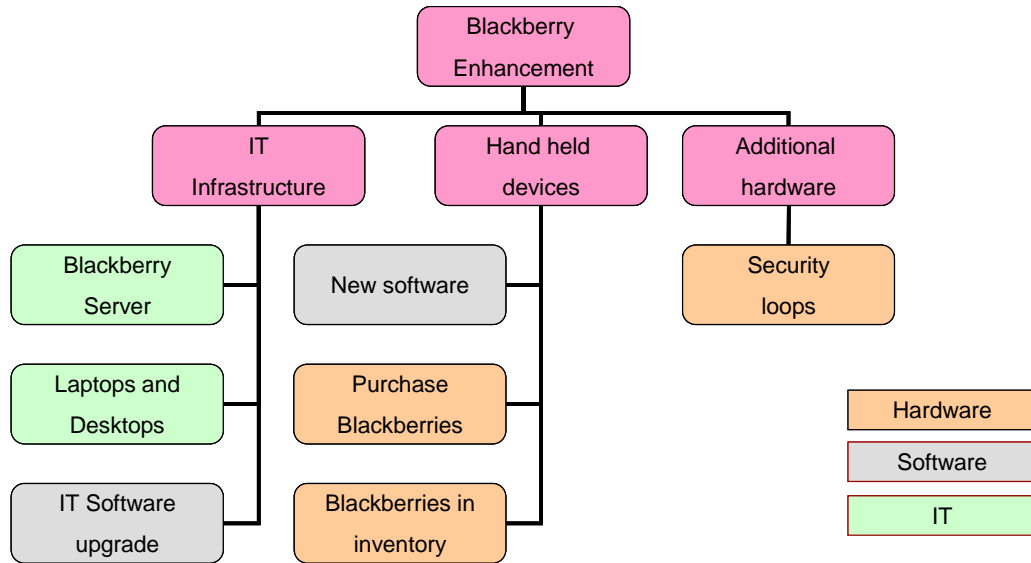 Blackberry
Enhancement
IT
Infrastructure
Hand held
devices
Additional
hardware
Blackberry
Server
New software
Security
loops
Laptops and
Desktops
Purchase
Blackberries
IT Software
upgrade
Blackberries in
inventory
Hardware
Software
IT